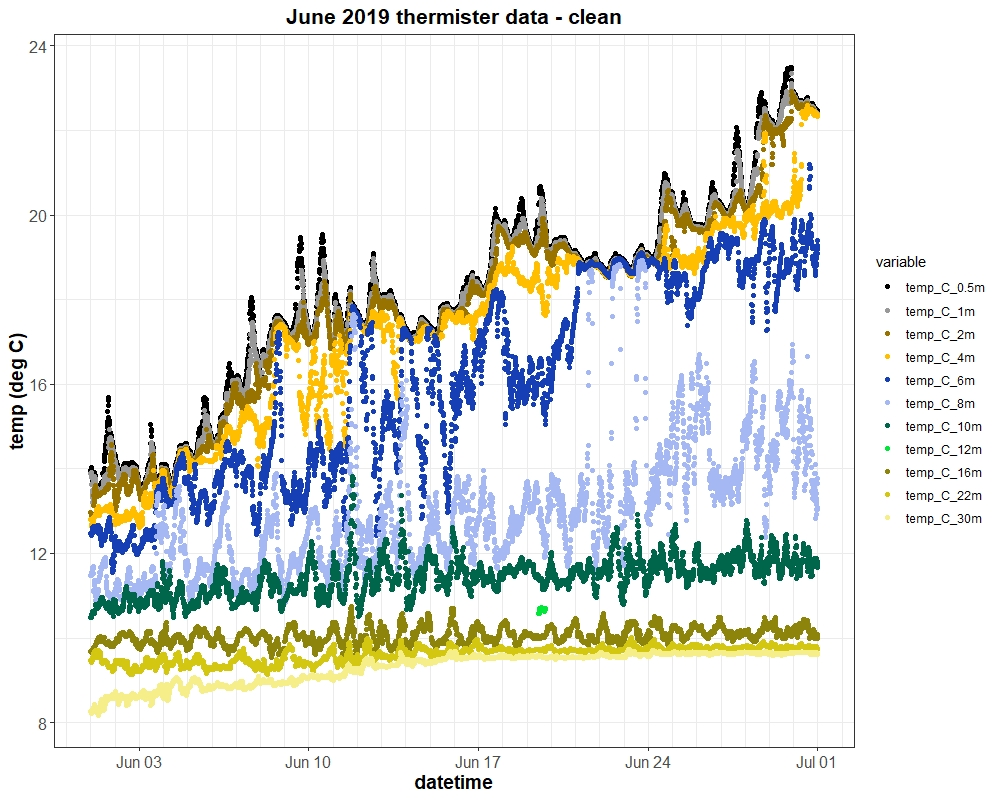 June 2019 thermister data - clean
24
20
16
12
8
temp (deg C)
Jun 03
Jun 10
Jun 17
Jun 24
Jul 01
datetime
variable
temp_C_0.5m
temp_C_1m
temp_C_2m
temp_C_4m
temp_C_6m
temp_C_8m
temp_C_10m
temp_C_12m
temp_C_16m
temp_C_22m
temp_C_30m